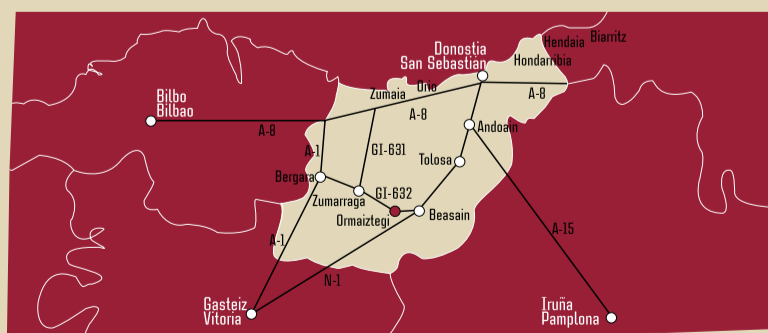 Hendaia
Biarritz
Donostia
San Sebastian
Hondarribia
Orio
Zumaia
Bilbo
Bilbao
A-8
A-8
A-8
Andoain
A-1
GI-631
Tolosa
Bergara
GI-632
Zumarraga
Ormaiztegi
Beasain
A-15
A-1
N-1
Gasteiz
Vitoria
Iruña
Pamplona